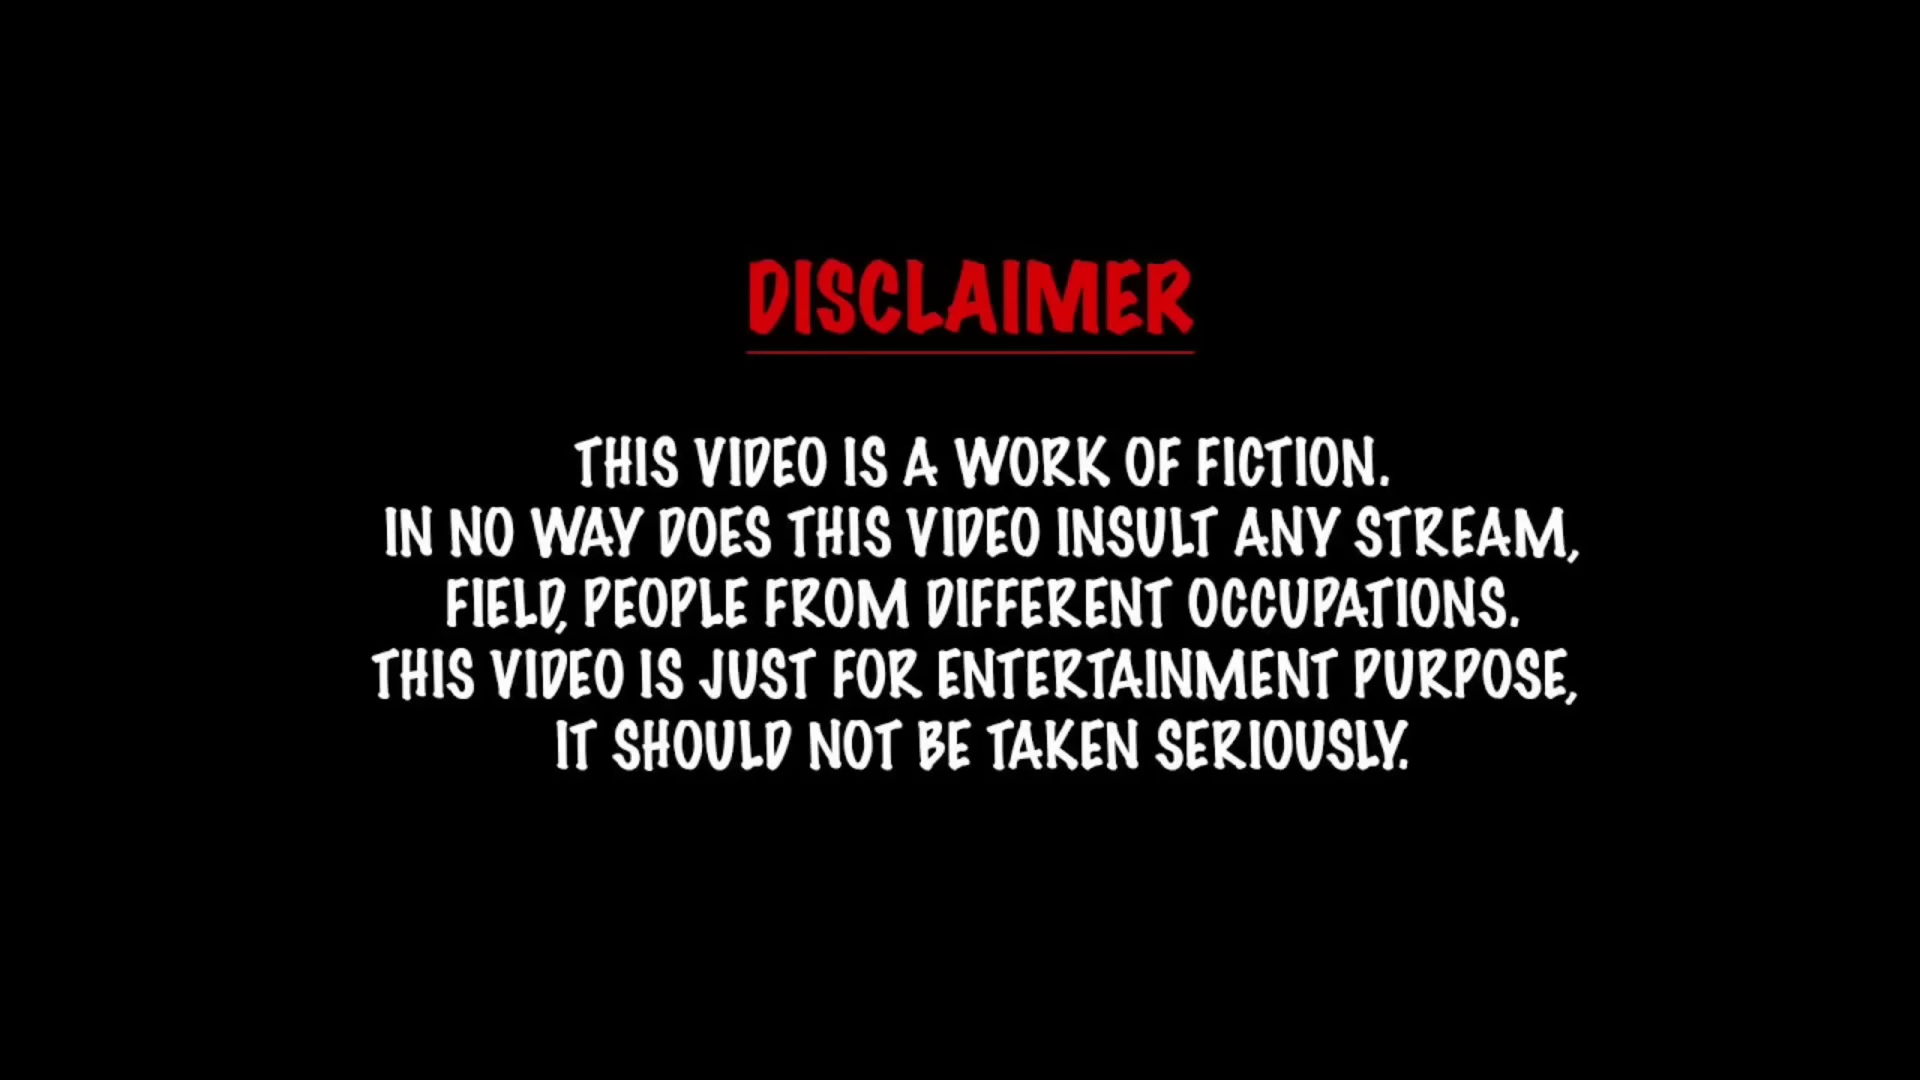 DISCLAIMER
THIS VIDEO IS A WORK OF FICTION.
IN NO WAY DOES THIS VIDEO INSULT ANY STREAM,
FIELD, PEOPLE FROM DIFFERENT OCCUPATIONS.
THIS VIDEO IS JUST FOR ENTERTAINMENT PURPOSE,
IT SHOULD NOT BE TAKEN SERIOUSLY.